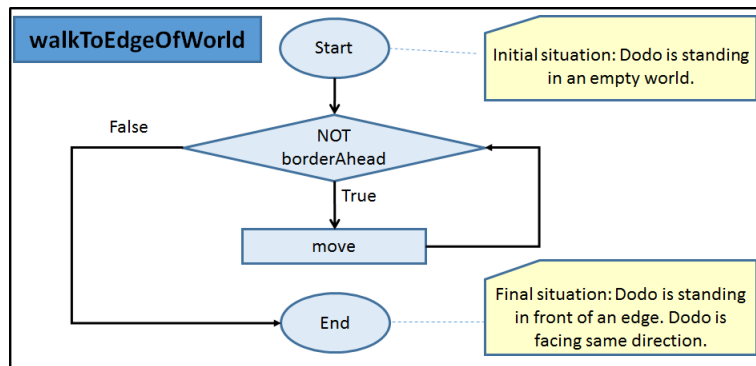 walkToEdgeOfWorld
Start
Initial situation: Dodo is standing
in an empty world.
False
NOT
borderAhead
True
move
Final situation: Dodo is standing
in front of an edge. Dodo is
facing same direction.
End